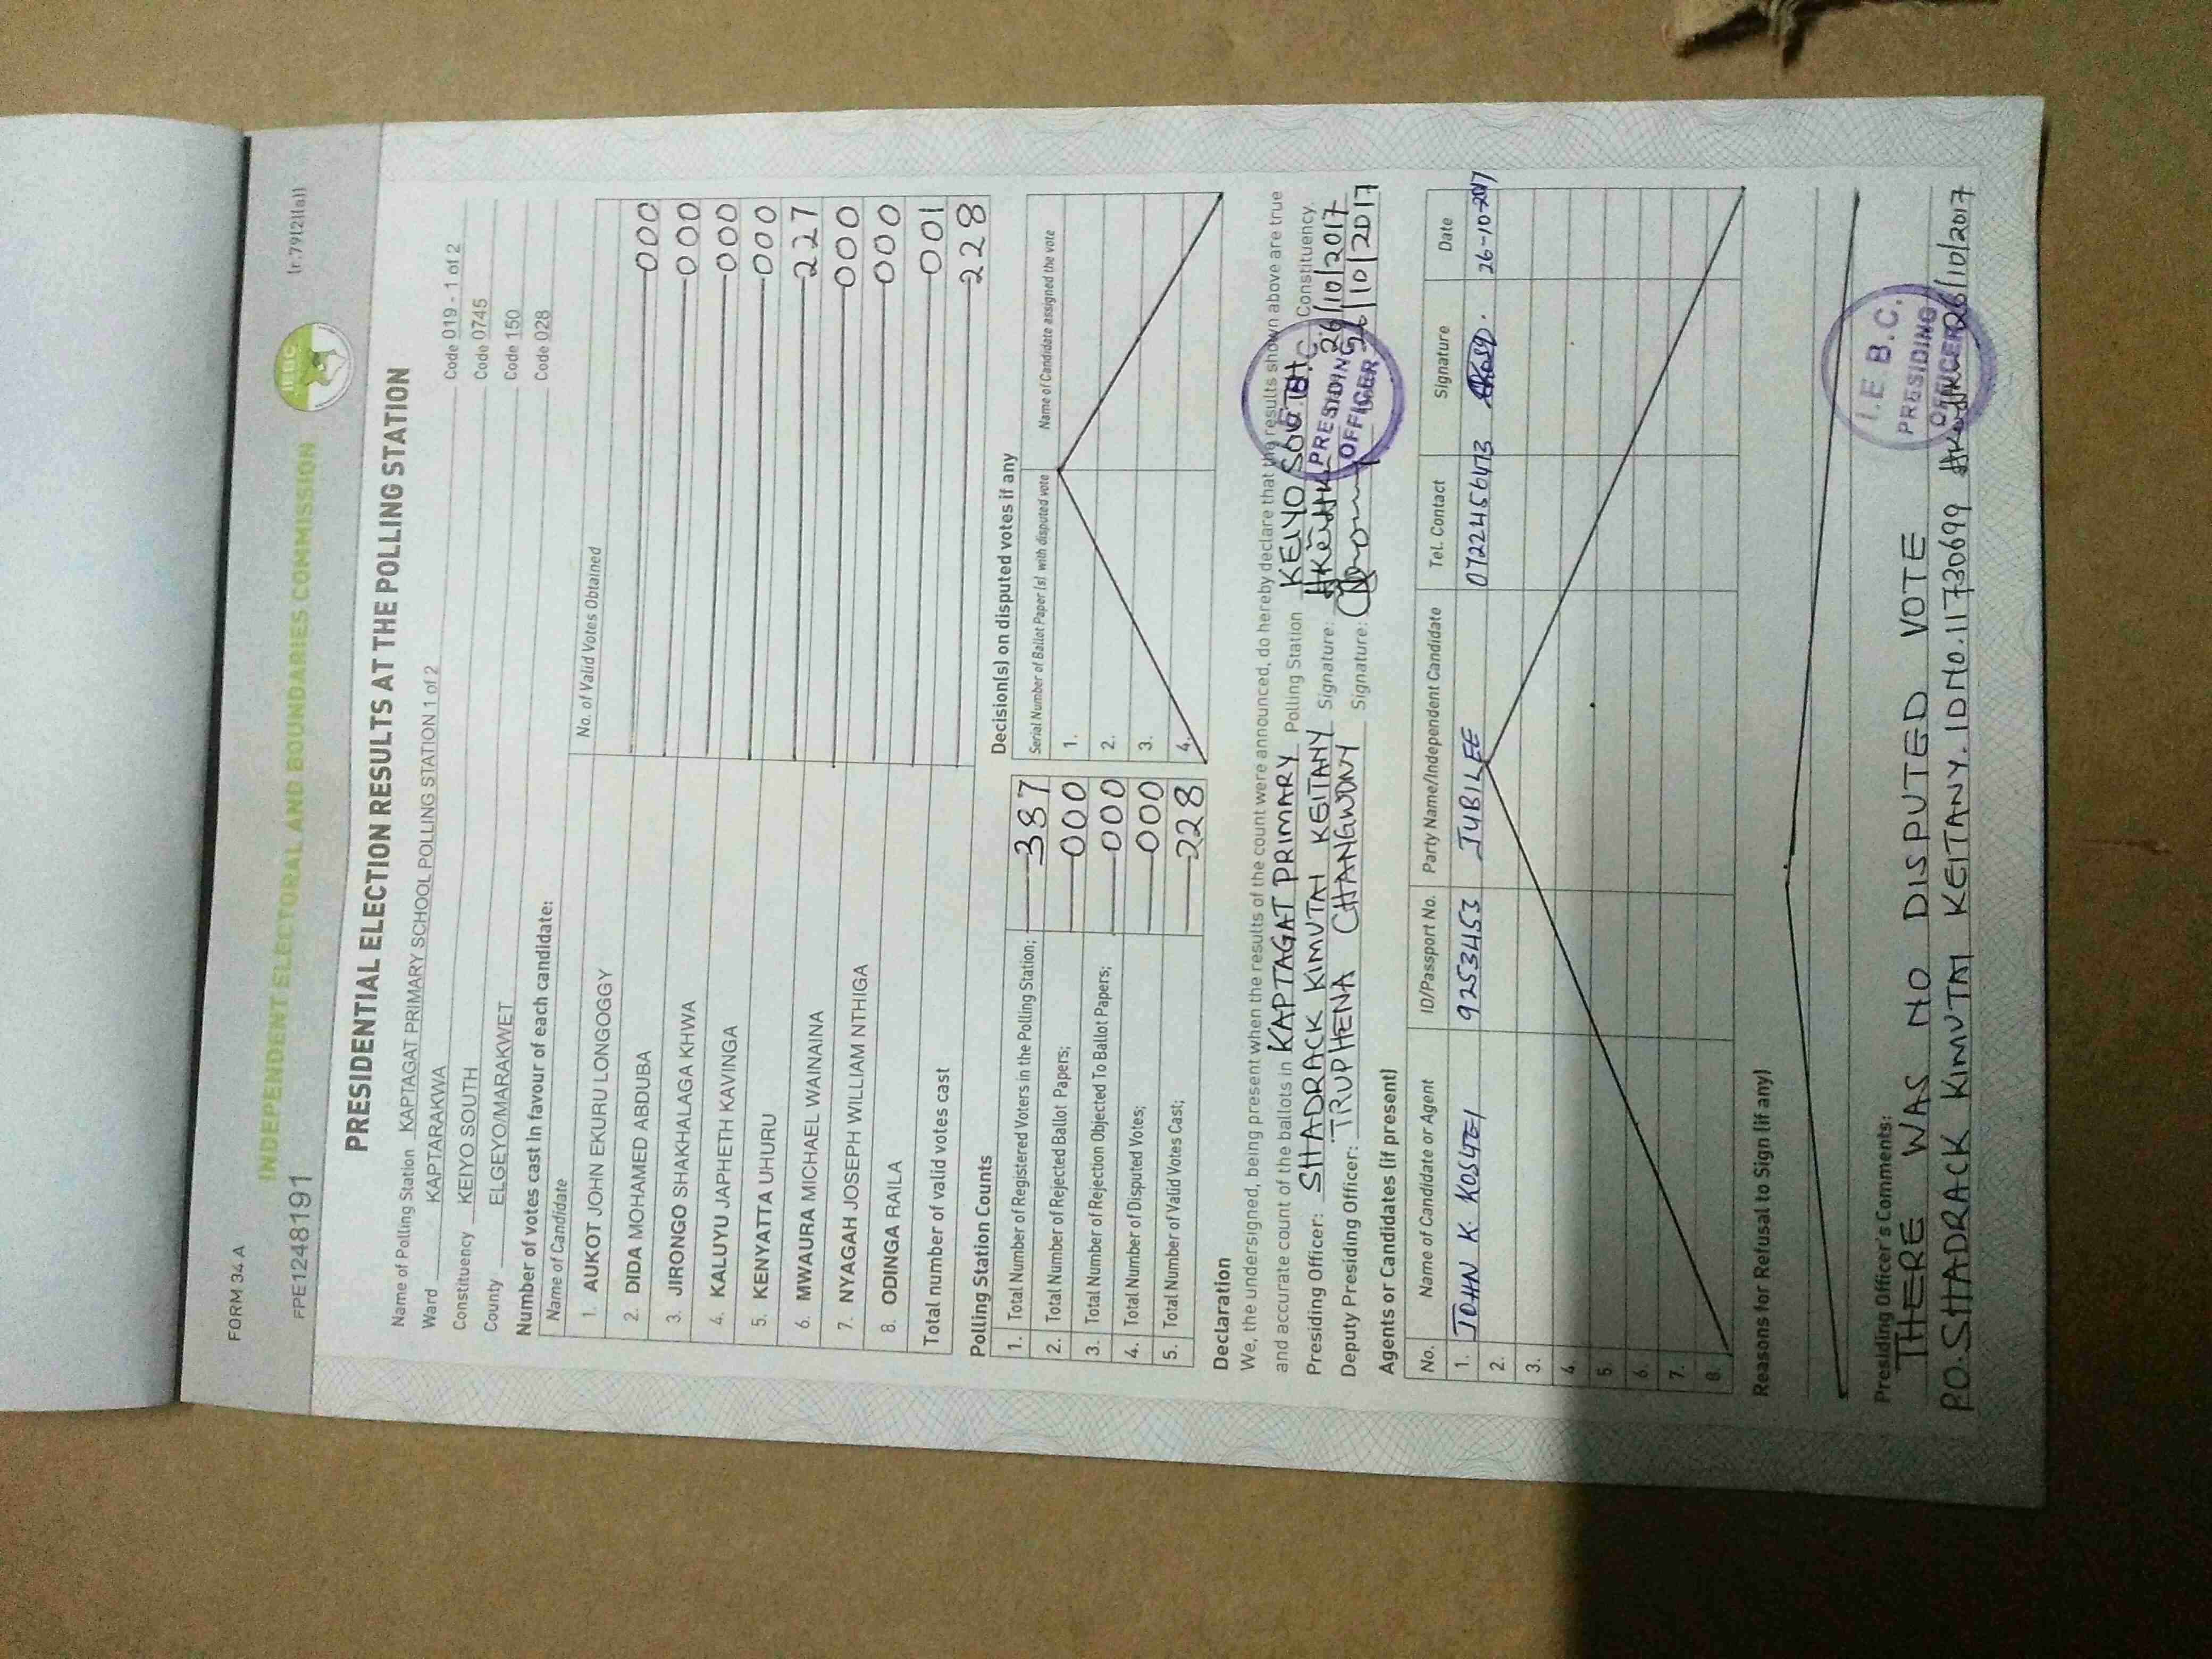 FORM 34 A
FPE1248191
INDEPENDENT ELECTORAL AND BOUNDARIES COMMISSION
IEBC
(r.79(2)(a))
PRESIDENTIAL ELECTION RESULTS AT THE POLLING STATION
Name of Polling Station KAPTAGAT PRIMARY SCHOOL POLLING STATION 1 of 2 Code 019 - 1 of 2
Ward KAPTARAKWA Code 0745
Constituency KEIYO SOUTH Code 150
County ELGEYO/MARAKWET Code 028
Number of votes cast in favour of each candidate:
Name of Candidate No. of Valid Votes Obtained
1. AUKOT JOHN EKURU LONGOGGY 000
2. DIDA MOHAMED ABDUBA 000
3. JIRONGO SHAKHALAGA KHWA 000
4. KALUYU JAPHETH KAVINGA 000
5. KENYATTA UHURU 227
6. MWAURA MICHAEL WAINAINA 000
7. NYAGAH JOSEPH WILLIAM NTHIGA 000
8. ODINGA RAILA 001
Total number of valid votes cast 228
Polling Station Counts
1. Total Number of Registered Voters in the Polling Station; 387
2. Total Number of Rejected Ballot Papers; 000
3. Total Number of Rejection Objected To Ballot Papers; 000
4. Total Number of Disputed Votes; 000
5. Total Number of Valid Votes Cast; 228
Decision(s) on disputed votes if any
Serial Number of Ballot Paper(s) with disputed vote Name of Candidate assigned the vote
1.
2.
3.
4.
Declaration
We, the undersigned, being present when the results of the count were announced, do hereby declare that the results shown above are true
and accurate count of the ballots in KAPTAGAT PRIMARY Polling Station KEIYO SOUTH Constituency.
Presiding Officer: SHADRACK KIMUTAI KEITANY Signature: 26/10/2017
Deputy Presiding Officer: TRUPHENA CHANGWONY Signature: 26/10/2017
PRESIDING
OFFICER
Agents or Candidates (if present)
No. Name of Candidate or Agent ID/Passport No. Party Name/Independent Candidate Tel. Contact Signature Date
1. JOHN K. KOSGEI 9253453 JUBILEE 0722456473 26-10-2017
2.
3.
4
5.
6.
7.
8.
Reasons for Refusal to Sign (if any)
Presiding Officer's Comments:
THERE WAS NO DISPUTED VOTE
P.O. SHADRACK KIMUTAI KEITANY. ID NO. 11730699 26/10/2017
I.E B.C.
PRESIDING
OFFICER